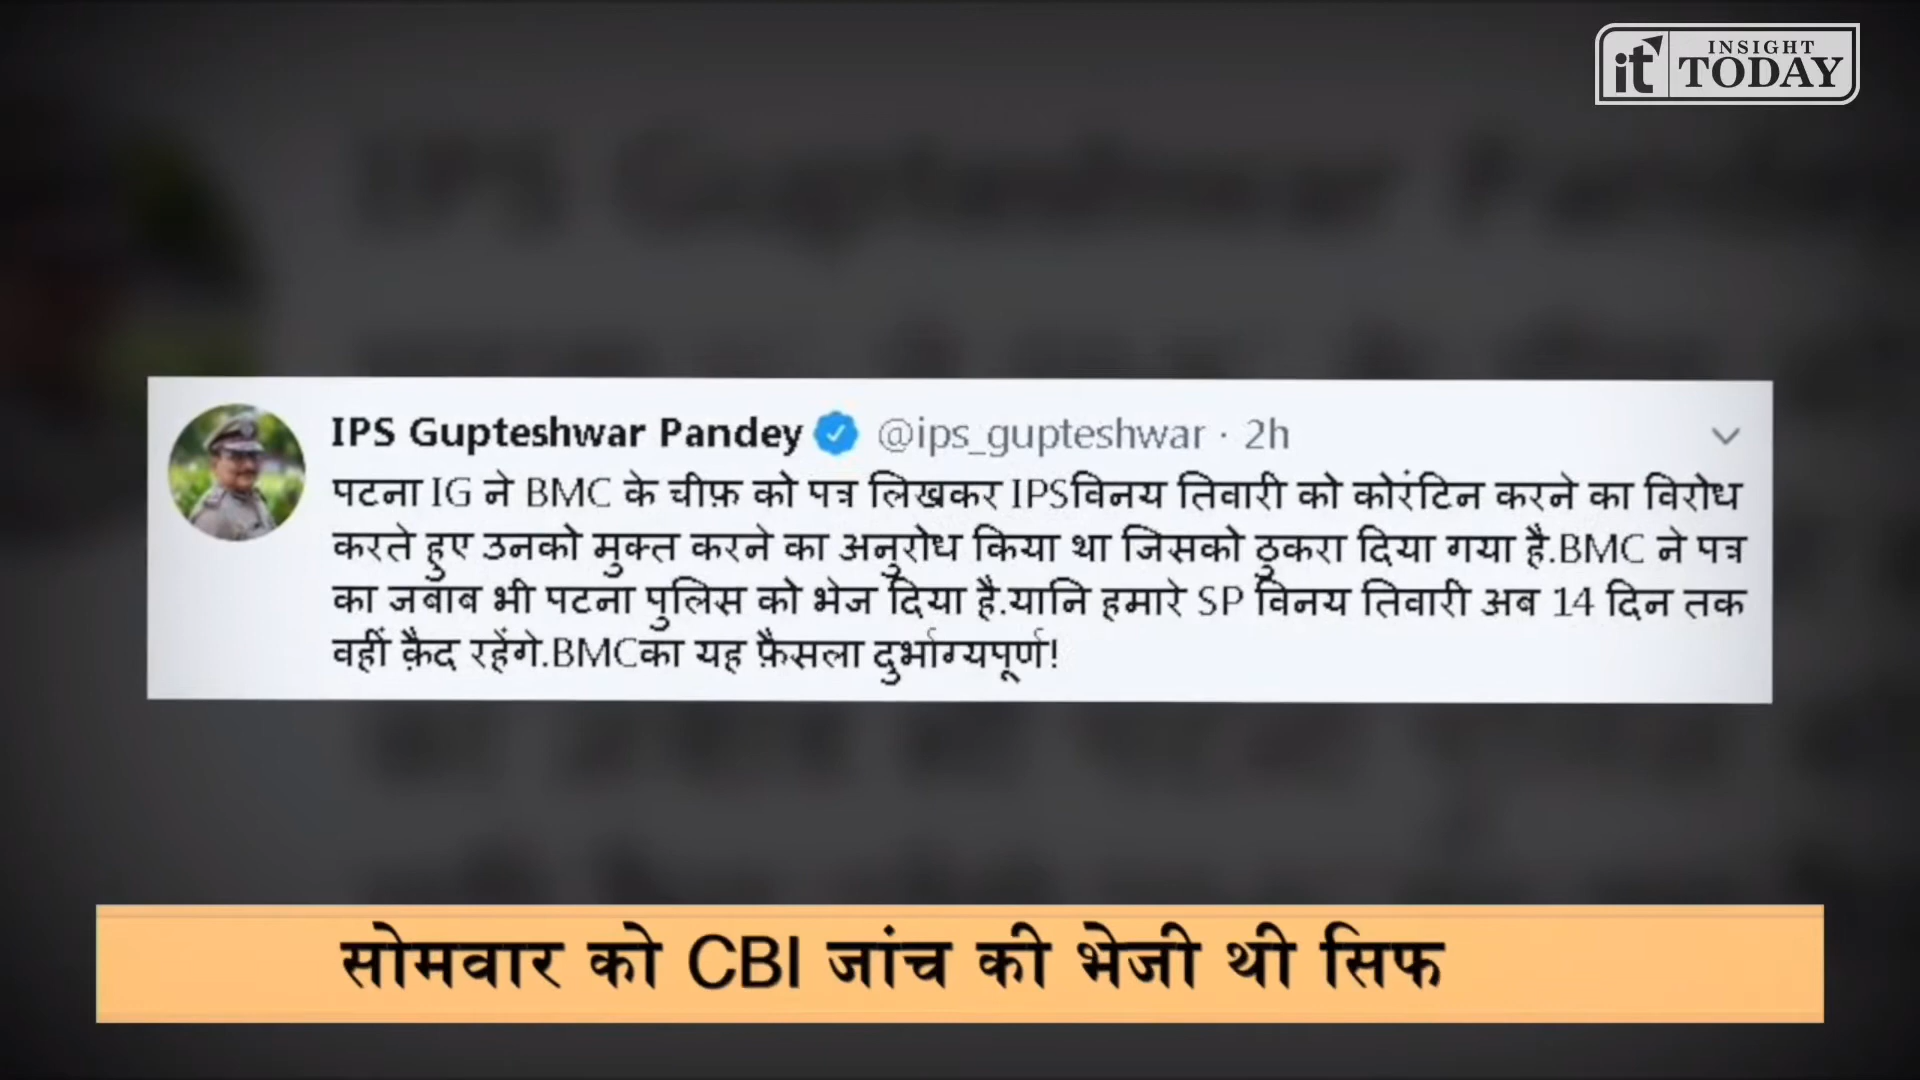 it INSIGHT TODAY
IPS Gupteshwar Pandey @ips_gupteshwar · 2h
पटना IG ने BMC के चीफ़ को पत्र लिखकर IPSविनय तिवारी को कोरंटिन करने का विरोध
करते हुए उनको मुक्त करने का अनुरोध किया था जिसको ठुकरा दिया गया है.BMC ने पत्र
का जबाब भी पटना पुलिस को भेज दिया है.यानि हमारे SP विनय तिवारी अब 14 दिन तक
वहीं क़ैद रहेंगे.BMCका यह फ़ैसला दुर्भाग्यपूर्ण!
सोमवार को CBI जांच की भेजी थी सिफ